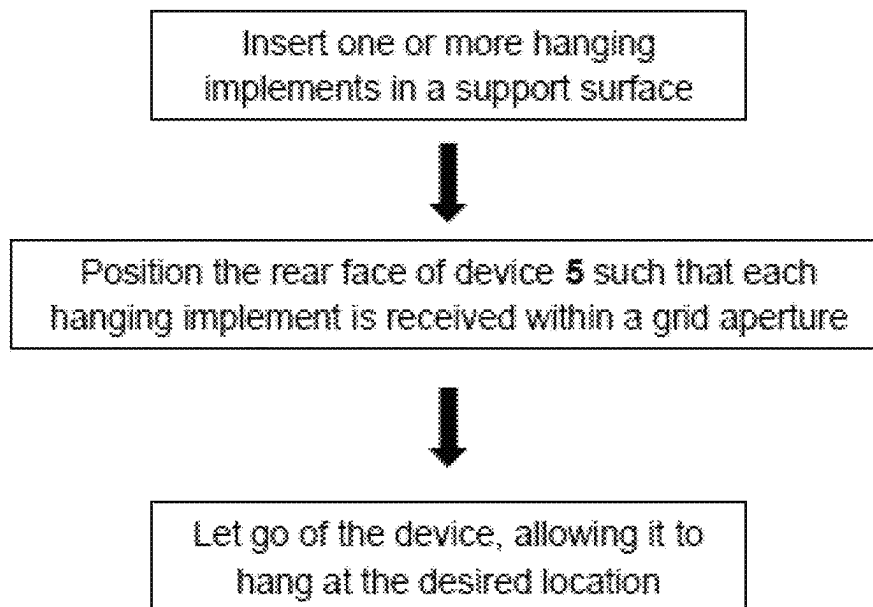 Insert one or more hanging
implements in a support surface
Position the rear face of device 5 such that each
hanging implement is received within a grid aperture
Let go of the device, allowing it to
hang at the desired location